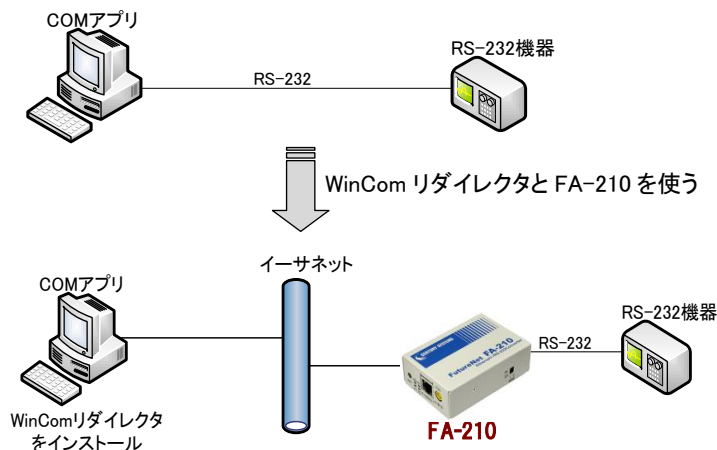 COMアプリ
RS-232機器
RS-232
WinCom リダイレクタと FA-210 を使う
イーサネット
COMアプリ
RS-232機器
RS-232
FutureNet FA-210
WinComリダイレクタ
をインストール
FA-210